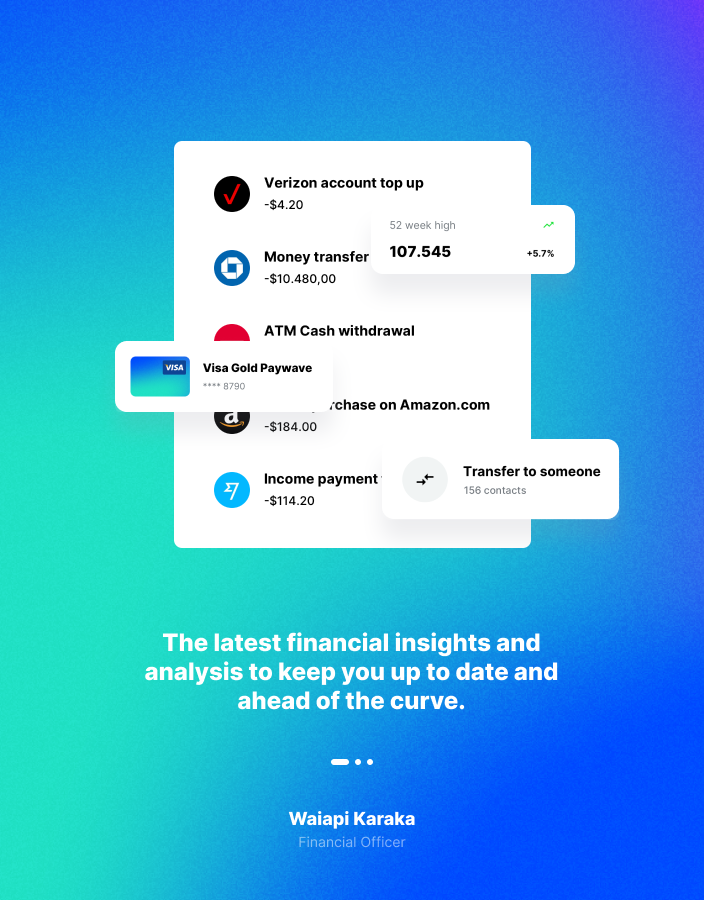 Verizon account top up
-$4.20
52 week high
107.545
+5.7%
Money transfer
-$10.480,00
ATM Cash withdrawal
VISA
Visa Gold Paywave
**** 8790
on Amazon.com
a
-$184.00
Income payment
-$114.20
Transfer to someone
156 contacts
The latest financial insights and
analysis to keep you up to date and
ahead of the curve.
Waiapi Karaka
Financial Officer